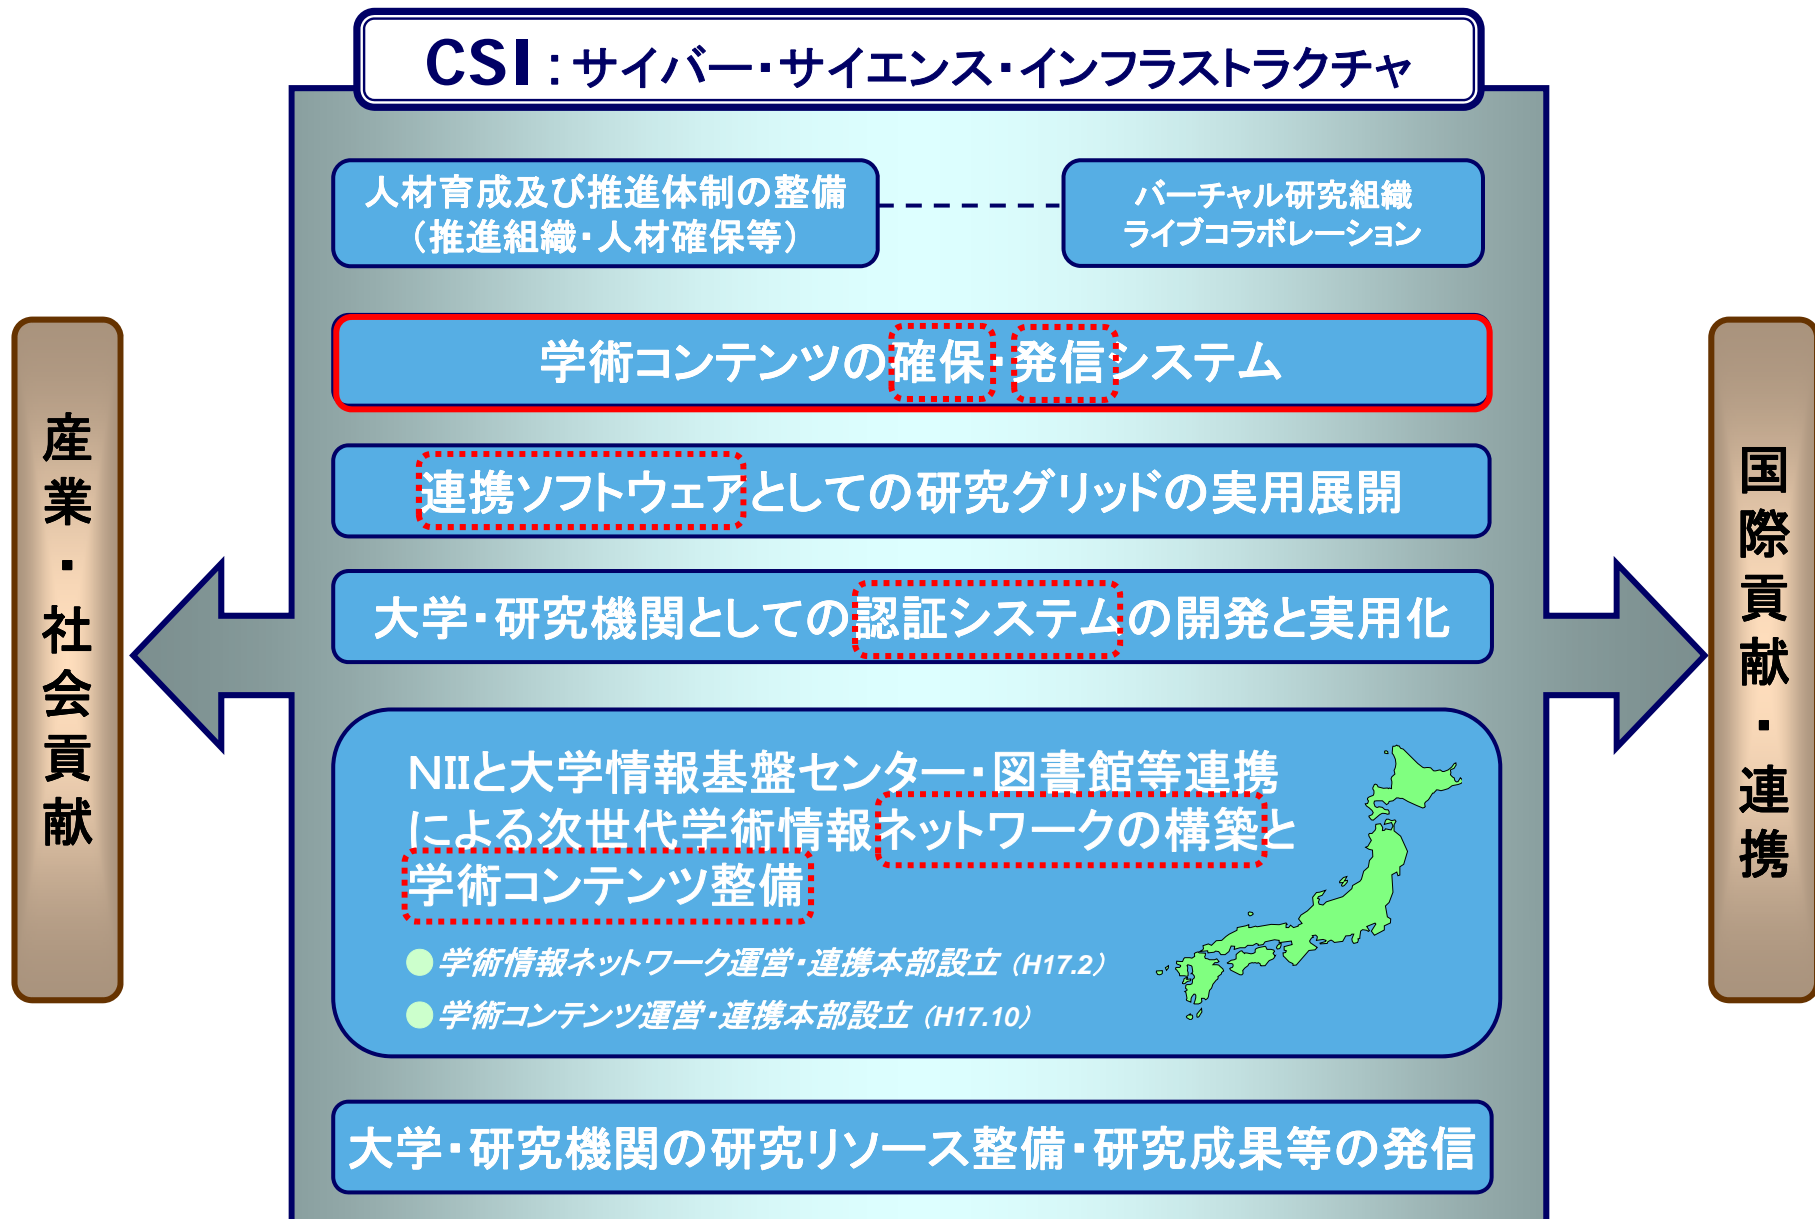 CSI：サイバー・サイエンス・インフラストラクチャ
人材育成及び推進体制の整備
（推進組織・人材確保等）
バーチャル研究組織
ライブコラボレーション
学術コンテンツの確保・発信システム
連携ソフトウェアとしての研究グリッドの実用展開
大学・研究機関としての認証システムの開発と実用化
NIIと大学情報基盤センター・図書館等連携
による次世代学術情報ネットワークの構築と
学術コンテンツ整備
●学術情報ネットワーク運営・連携本部設立（H17.2）
●学術コンテンツ運営・連携本部設立（H17.10）
大学・研究機関の研究リソース整備・研究成果等の発信
産業・社会貢献
国際貢献・連携